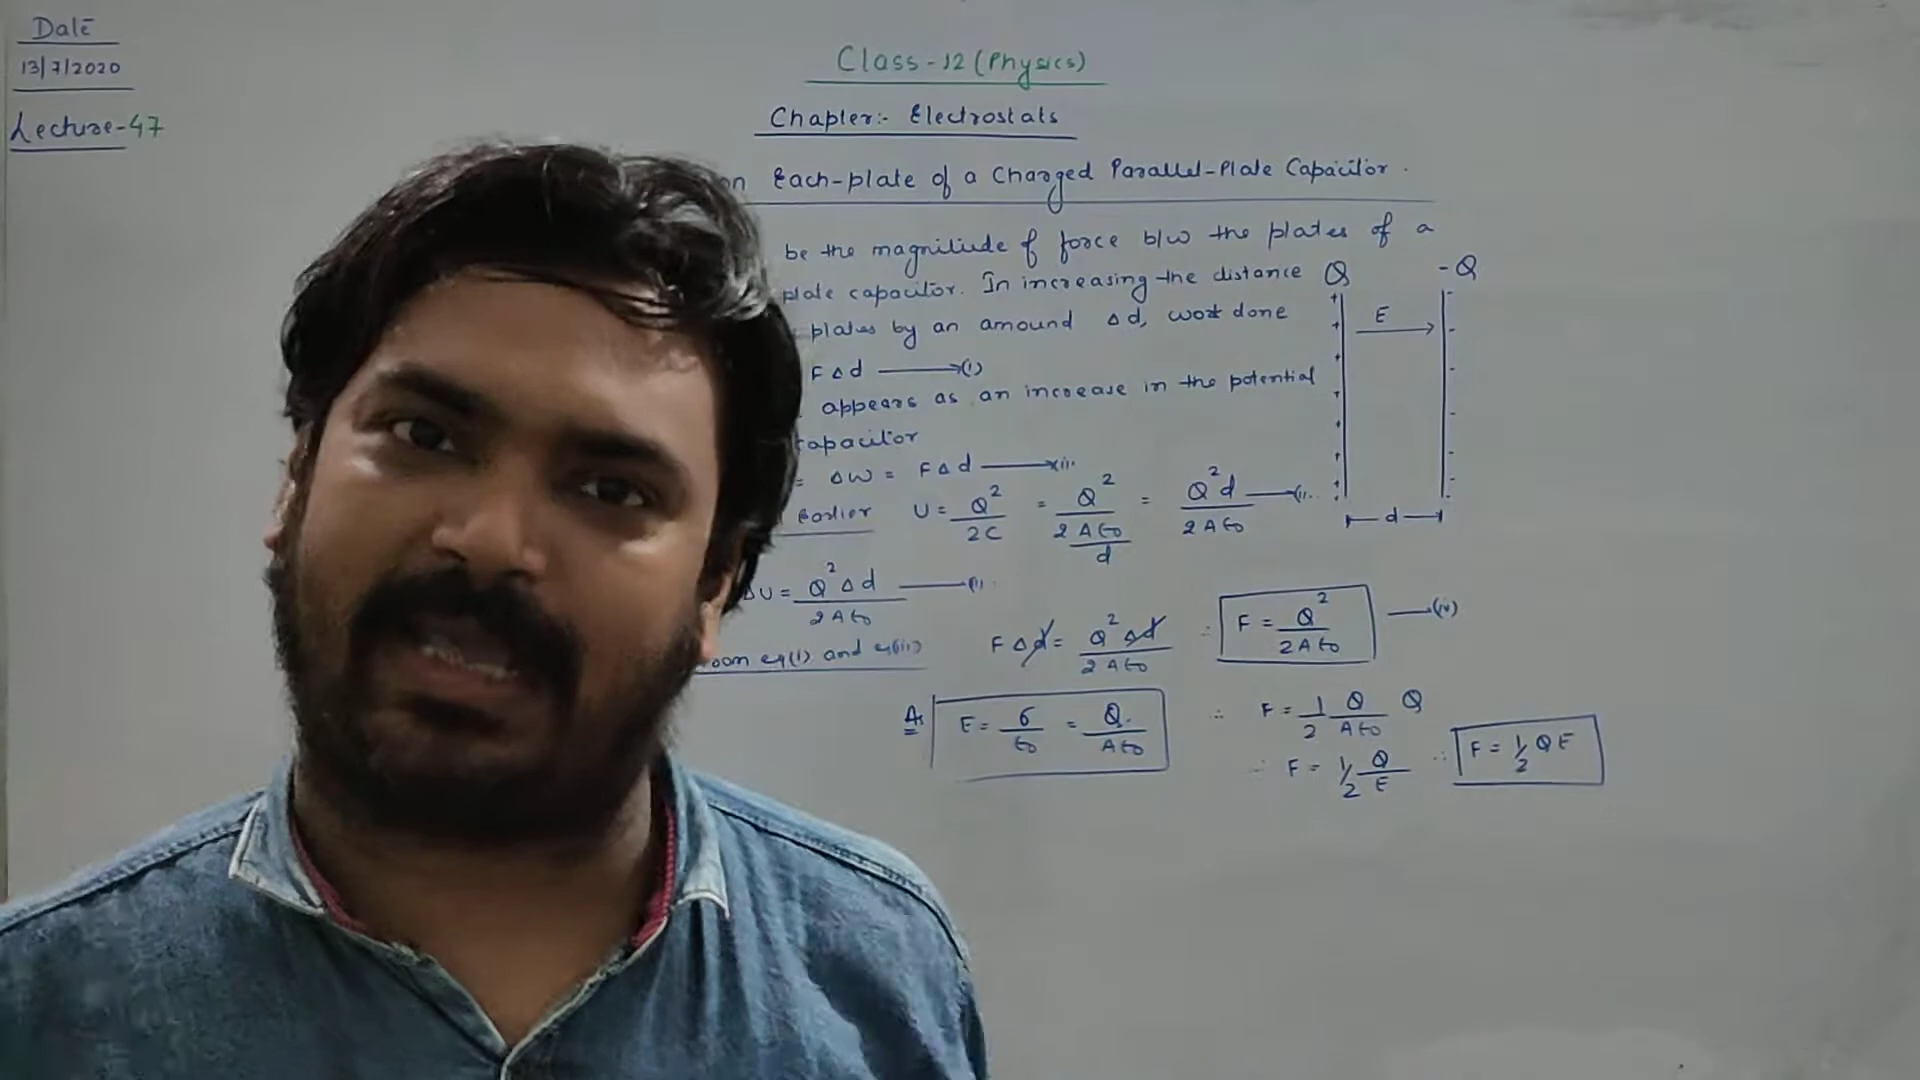 Date
13/7/2020
Lecture-47
Class-12 (Physics)
Chapter:- Electrostats
on Each-plate of a Charged Parallel-Plate Capacitor.
be the magnitude of force b/w the plates of a
plate capacitor. In increasing the distance
plates by an amound Δd, work done
F Δd ⟶(i)
appears as an increase in the potential
capacitor
= ΔW = FΔd ⟶
Earlier U = Q²/2C = Q²/(2Aε₀/d) = Q²d/2Aε₀
ΔU = Q²Δd/2Aε₀
from eq(i) and eq(iii)
FΔd = Q²Δd/2Aε₀ ∴ F = Q²/2Aε₀ ⟶(iv)
As E = σ/ε₀ = Q/Aε₀ ∴ F = 1/2 Q/Aε₀ Q
∴ F = 1/2 Q/E ∴ F = 1/2 QE
Q -Q
E
d